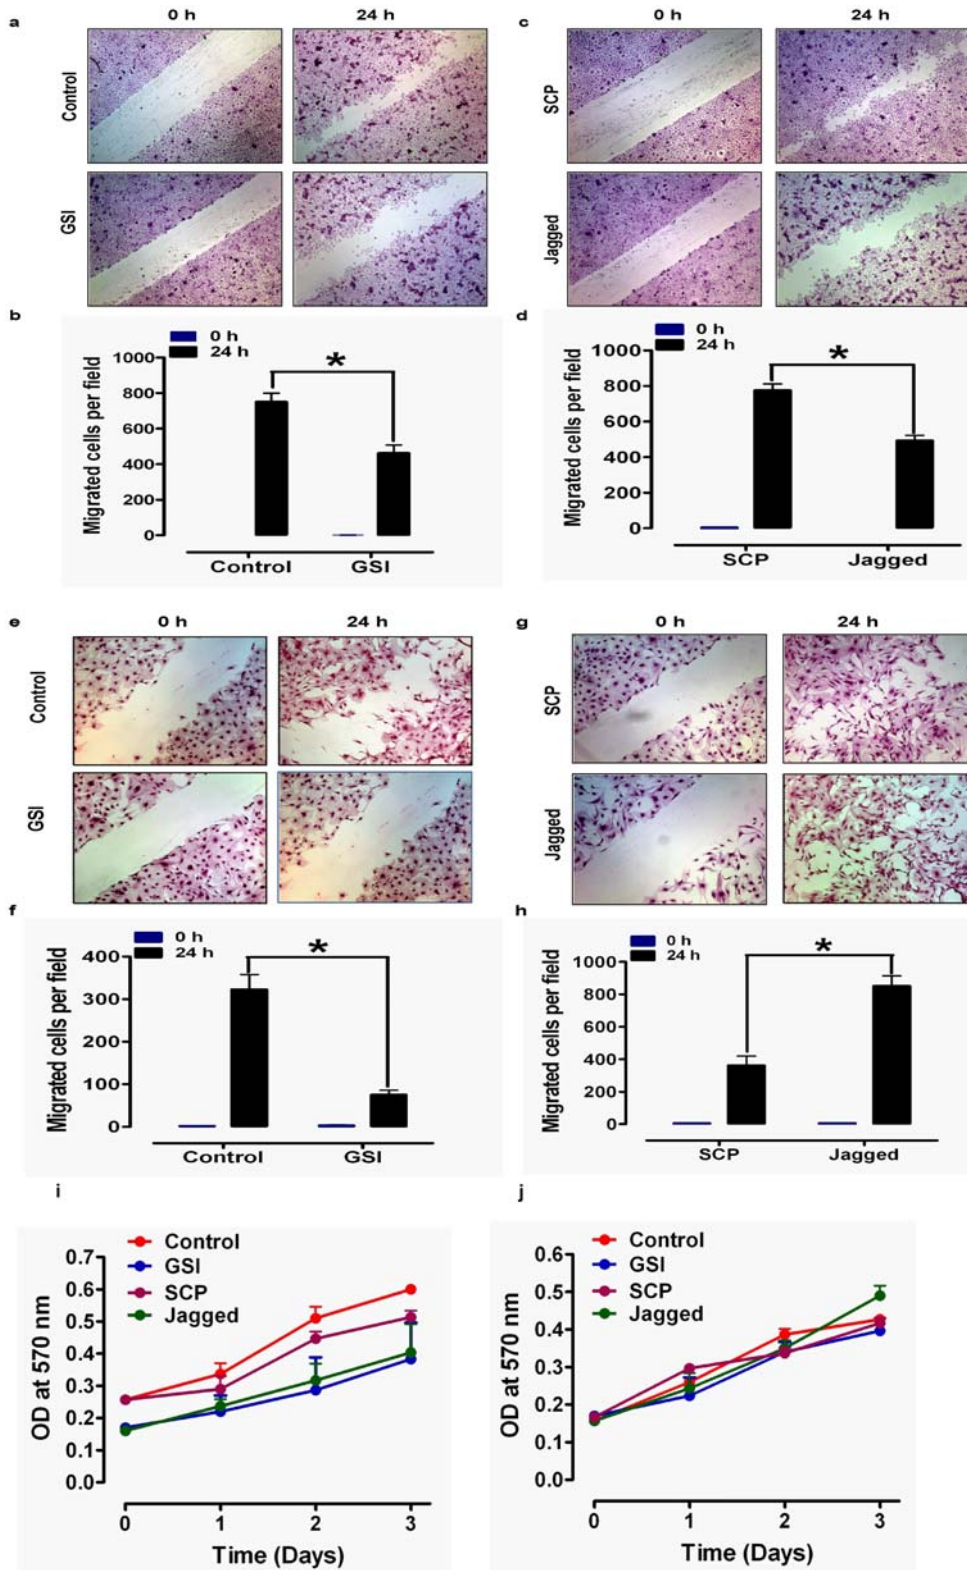 a
0 h
24 h
Control
GSI
c
0 h
24 h
SCP
Jagged
b
0 h
24 h
Migrated cells per field
1000
800
600
400
200
0
*
Control
GSI
d
0 h
24 h
Migrated cells per field
1000
800
600
400
200
0
*
SCP
Jagged
e
0 h
24 h
Control
GSI
g
0 h
24 h
SCP
Jagged
f
0 h
24 h
Migrated cells per field
400
300
200
100
0
*
Control
GSI
h
0 h
24 h
Migrated cells per field
1000
800
600
400
200
0
*
SCP
Jagged
i
Control
GSI
SCP
Jagged
OD at 570 nm
0.7
0.6
0.5
0.4
0.3
0.2
0.1
0.0
0
1
2
3
Time (Days)
j
Control
GSI
SCP
Jagged
OD at 570 nm
0.6
0.5
0.4
0.3
0.2
0.1
0.0
0
1
2
3
Time (Days)